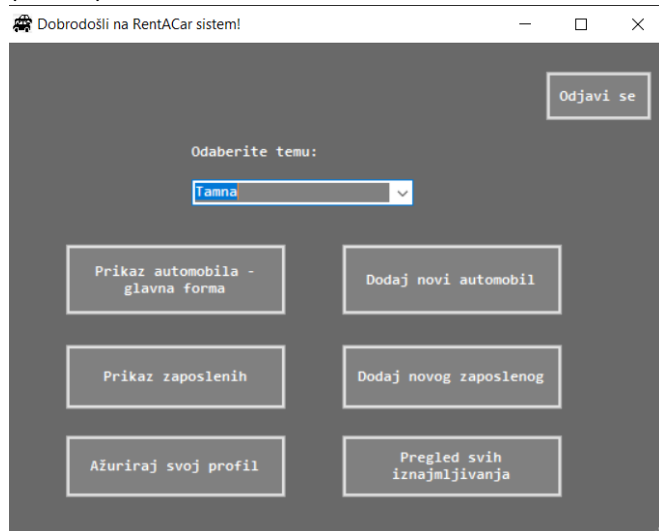 Dobrodošli na RentACar sistem!
Odjavi se
Odaberite temu:
Tamna
Prikaz automobila -
glavna forma
Dodaj novi automobil
Prikaz zaposlenih
Dodaj novog zaposlenog
Ažuriraj svoj profil
Pregled svih
iznajmljivanja